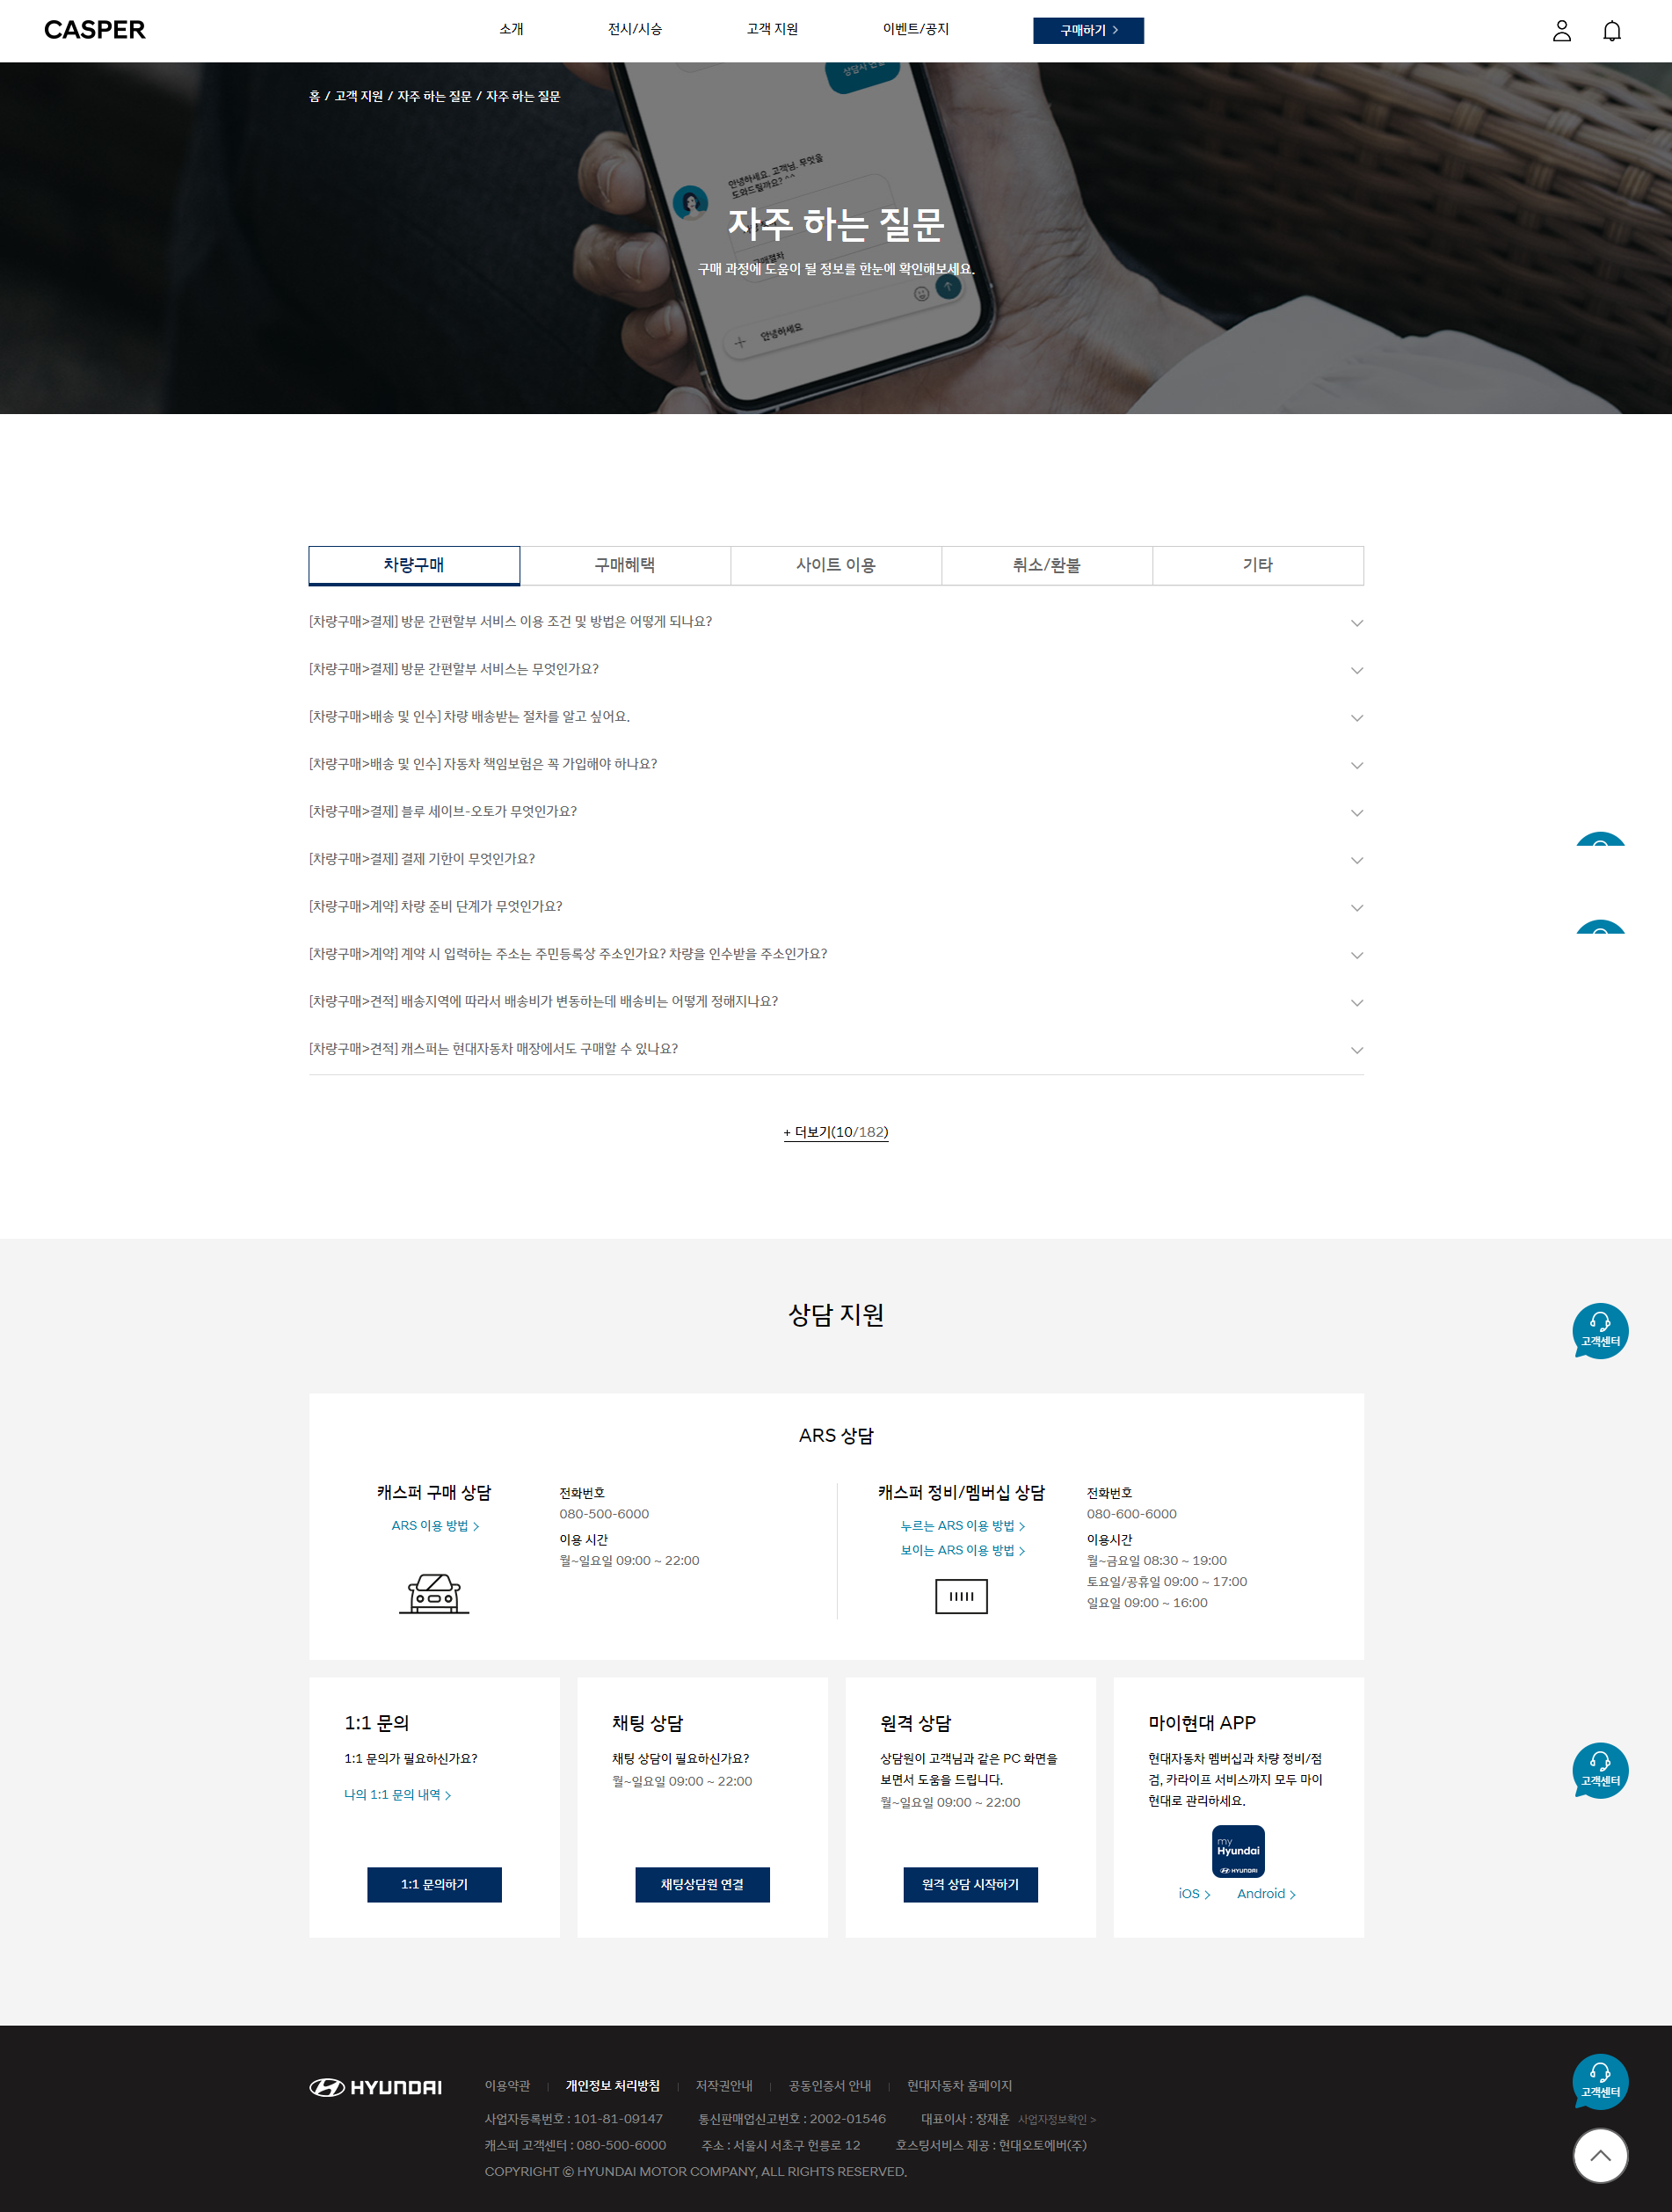 CASPER
소개
전시/시승
고객 지원
이벤트/공지
구매하기
상담사 연결
홈 / 고객 지원 / 자주 하는 질문 / 자주 하는 질문
안녕하세요. 고객님. 무엇을
도와드릴까요? ^^
자주 하는 질문
구매 과정에 도움이 될 정보를 한눈에 확인해보세요.
안녕하세요
차량구매
구매혜택
사이트 이용
취소/환불
기타
[차량구매>결제] 방문 간편할부 서비스 이용 조건 및 방법은 어떻게 되나요?
[차량구매>결제] 방문 간편할부 서비스는 무엇인가요?
[차량구매>배송 및 인수] 차량 배송받는 절차를 알고 싶어요.
[차량구매>배송 및 인수] 자동차 책임보험은 꼭 가입해야 하나요?
[차량구매>결제] 블루 세이브-오토가 무엇인가요?
[차량구매>결제] 결제 기한이 무엇인가요?
[차량구매>계약] 차량 준비 단계가 무엇인가요?
[차량구매>계약] 계약 시 입력하는 주소는 주민등록상 주소인가요? 차량을 인수받을 주소인가요?
[차량구매>견적] 배송지역에 따라서 배송비가 변동하는데 배송비는 어떻게 정해지나요?
[차량구매>견적] 캐스퍼는 현대자동차 매장에서도 구매할 수 있나요?
+ 더보기(10/182)
상담 지원
고객센터
ARS 상담
캐스퍼 구매 상담
ARS 이용 방법
전화번호
080-500-6000
이용 시간
월~일요일 09:00 ~ 22:00
캐스퍼 정비/멤버십 상담
누르는 ARS 이용 방법
보이는 ARS 이용 방법
전화번호
080-600-6000
이용시간
월~금요일 08:30 ~ 19:00
토요일/공휴일 09:00 ~ 17:00
일요일 09:00 ~ 16:00
1:1 문의
1:1 문의가 필요하신가요?
나의 1:1 문의 내역
1:1 문의하기
채팅 상담
채팅 상담이 필요하신가요?
월~일요일 09:00 ~ 22:00
채팅상담원 연결
원격 상담
상담원이 고객님과 같은 PC 화면을
보면서 도움을 드립니다.
월~일요일 09:00 ~ 22:00
원격 상담 시작하기
마이현대 APP
현대자동차 멤버십과 차량 정비/점
검, 카라이프 서비스까지 모두 마이
현대로 관리하세요.
my
Hyundai
HYUNDAI
iOS
Android
고객센터
HYUNDAI
이용약관
개인정보 처리방침
저작권안내
공동인증서 안내
현대자동차 홈페이지
사업자등록번호 : 101-81-09147
통신판매업신고번호 : 2002-01546
대표이사 : 장재훈
사업자정보확인 >
캐스퍼 고객센터 : 080-500-6000
주소 : 서울시 서초구 헌릉로 12
호스팅서비스 제공 : 현대오토에버(주)
COPYRIGHT ⓒ HYUNDAI MOTOR COMPANY, ALL RIGHTS RESERVED.
고객센터